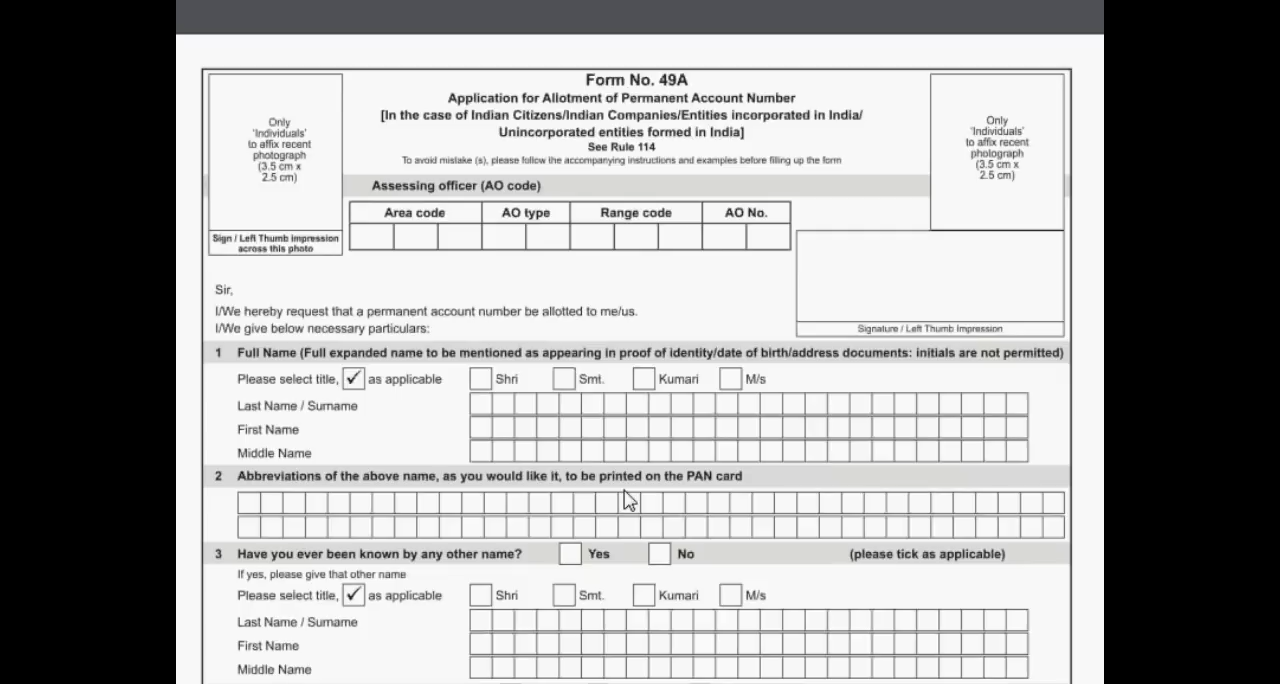 Form No. 49A
Application for Allotment of Permanent Account Number
[In the case of Indian Citizens/Indian Companies/Entities incorporated in India/
Unincorporated entities formed in India]
See Rule 114
To avoid mistake (s), please follow the accompanying instructions and examples before filling up the form
Only
'Individuals'
to affix recent
photograph
(3.5 cm x
2.5 cm)
Only
'Individuals'
to affix recent
photograph
(3.5 cm x
2.5 cm)
Assessing officer (AO code)
Area code AO type Range code AO No.
Sign / Left Thumb impression
across this photo
Sir,
I/We hereby request that a permanent account number be allotted to me/us.
I/We give below necessary particulars:
Signature / Left Thumb Impression
1 Full Name (Full expanded name to be mentioned as appearing in proof of identity/date of birth/address documents: initials are not permitted)
Please select title, ✓ as applicable Shri Smt. Kumari M/s
Last Name / Surname
First Name
Middle Name
2 Abbreviations of the above name, as you would like it, to be printed on the PAN card
3 Have you ever been known by any other name? Yes No (please tick as applicable)
If yes, please give that other name
Please select title, ✓ as applicable Shri Smt. Kumari M/s
Last Name / Surname
First Name
Middle Name